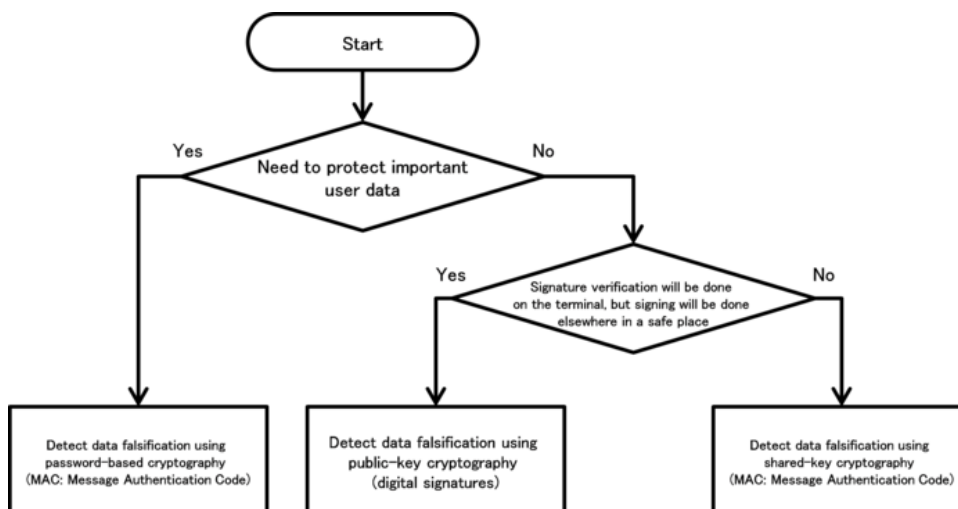 Start
Yes
No
Need to protect important
user data
Yes
No
Signature verification will be done
on the terminal, but signing will be done
elsewhere in a safe place
Detect data falsification using
password-based cryptography
(MAC: Message Authentication Code)
Detect data falsification using
public-key cryptography
(digital signatures)
Detect data falsification using
shared-key cryptography
(MAC: Message Authentication Code)